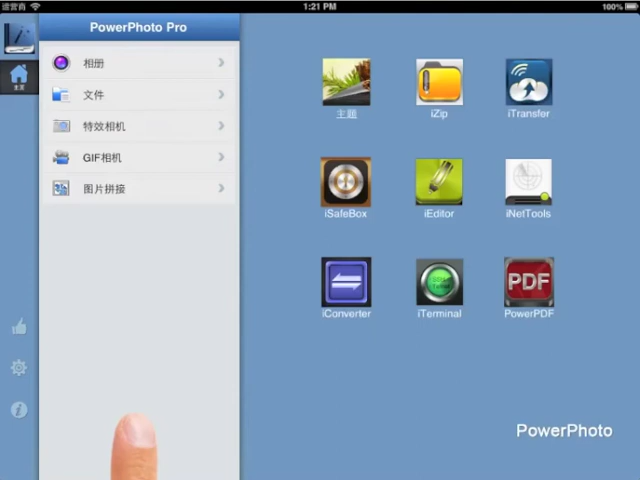 1:21 PM
100%
PowerPhoto Pro
主页
相册
文件
特效相机
GIF相机
图片拼接
主题
iZip
iTransfer
iSafeBox
iEditor
iNetTools
iConverter
iTerminal
PDF
PowerPDF
PowerPhoto